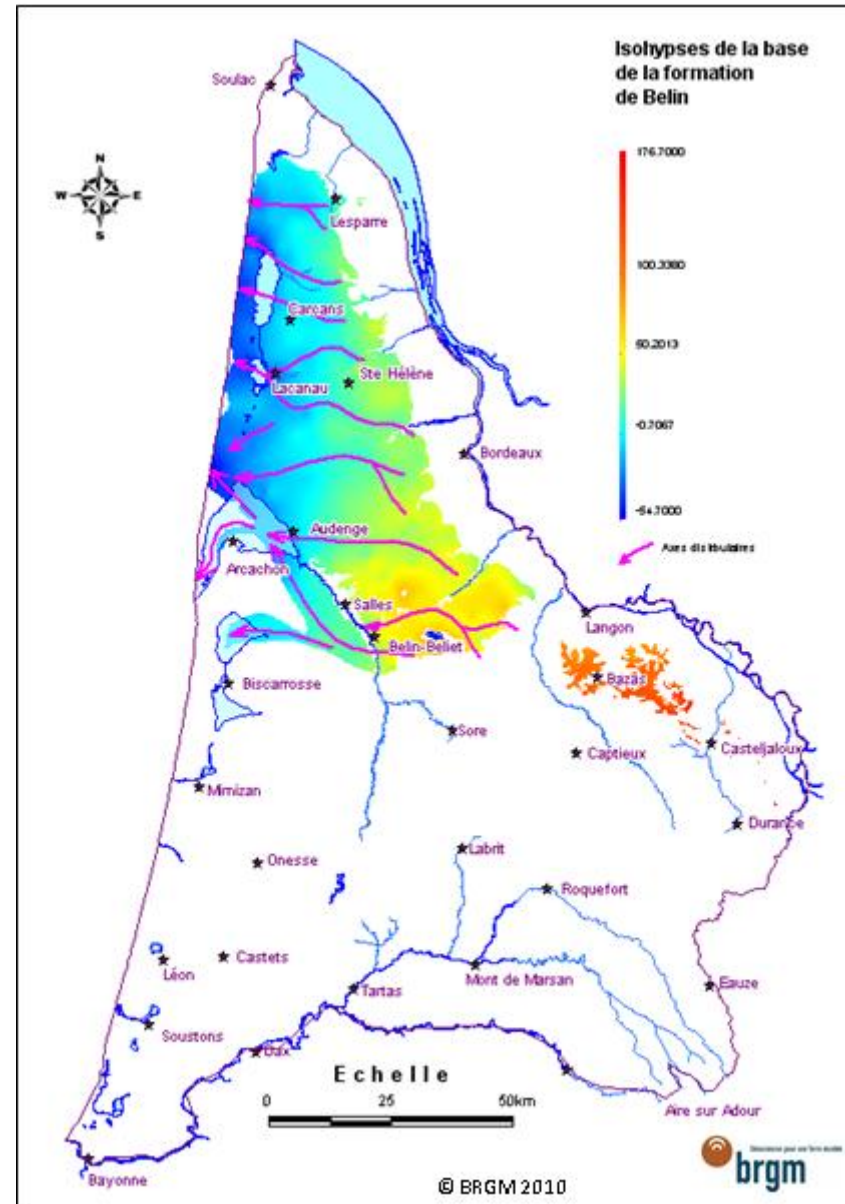 Isohypses de la base
de la formation
de Belin
176.7000
100.3360
50.2013
-0.2067
-54.7000
Axes distributaires
N
W
E
S
Soulac
Lesparre
Carcans
Ste Hélène
Lacanau
Bordeaux
Audenge
Arcachon
Salles
Belin-Beliet
Langon
Bazas
Biscarrosse
Sore
Captieux
Casteljaloux
Mimizan
Durance
Labrit
Onesse
Roquefort
Castets
Léon
Mont de Marsan
Eauze
Tartas
Soustons
Dax
Echelle
0 25 50km
Aire sur Adour
Bayonne
© BRGM 2010
brgm